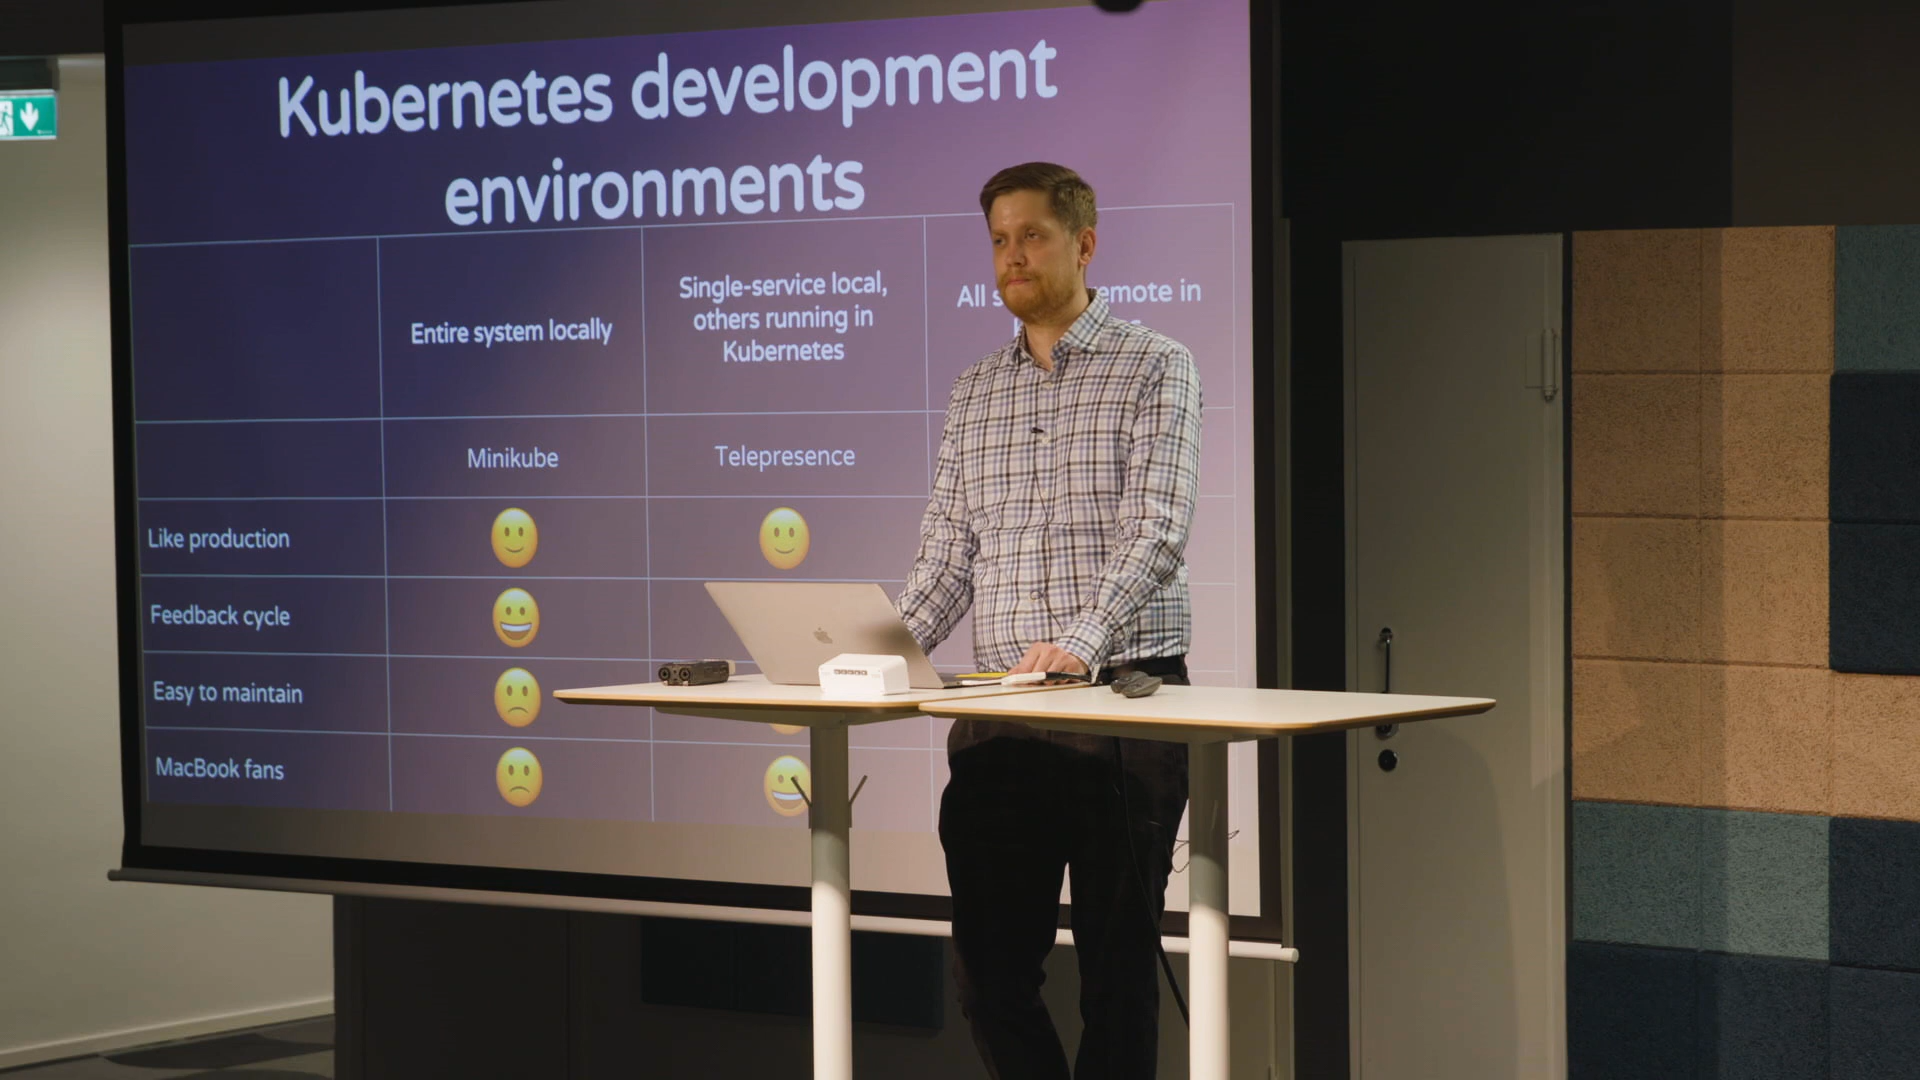 Kubernetes development
environments
Entire system locally
Single-service local,
others running in
Kubernetes
All
emote in
Minikube
Telepresence
Like production
Feedback cycle
Easy to maintain
MacBook fans